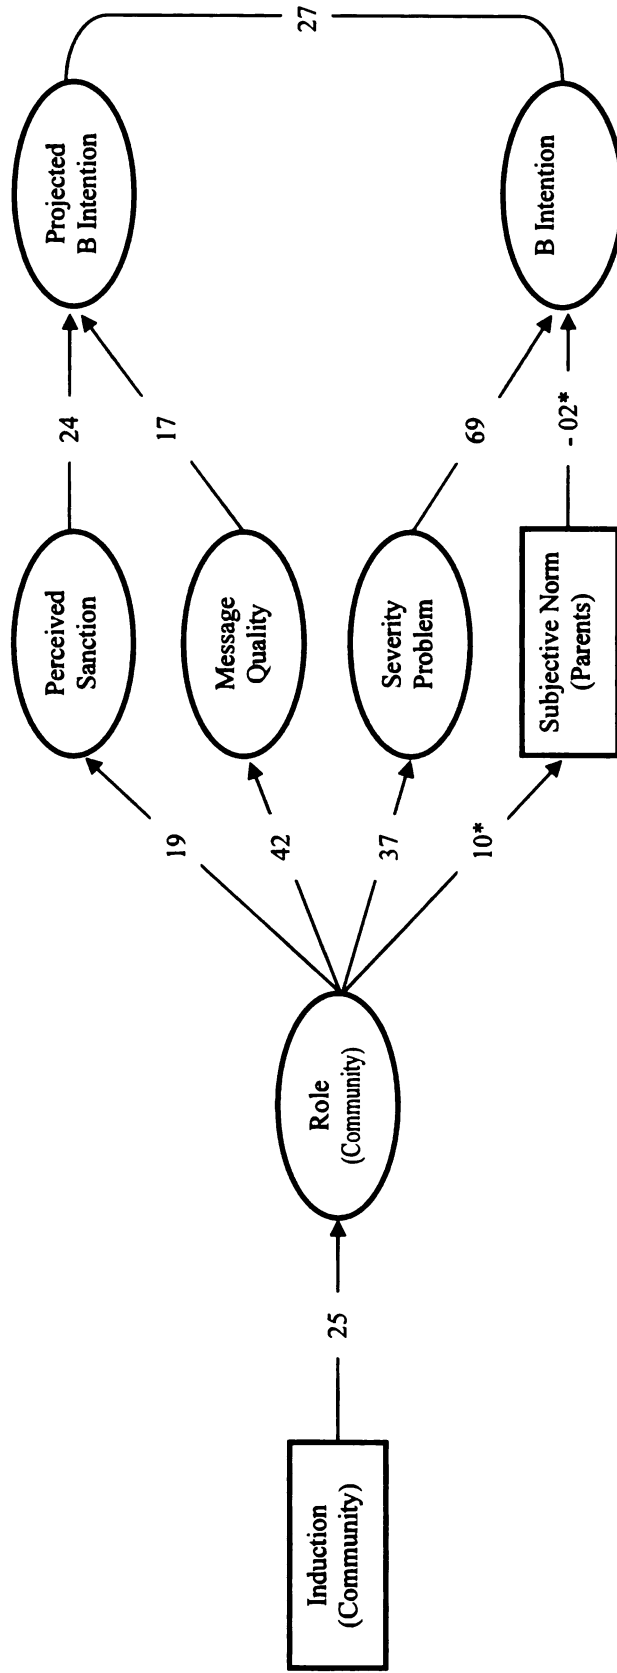 Induction
(Community)
25
Role
(Community)
19
42
37
10*
Perceived
Sanction
Message
Quality
Severity
Problem
Subjective Norm
(Parents)
24
17
69
- 02*
Projected
B Intention
B Intention
27